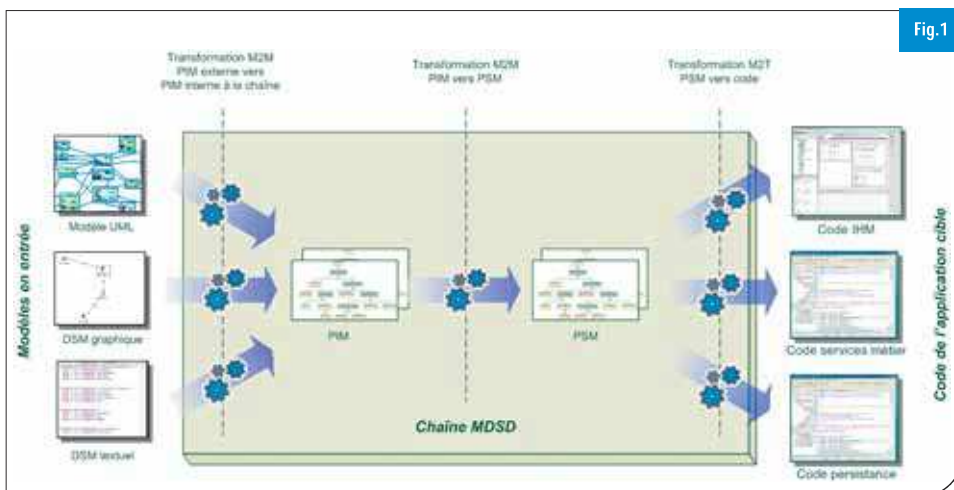 Fig.1
Transformation M2M
PIM externe vers
PIM interne à la chaîne
Transformation M2M
PIM vers PSM
Transformation M2T
PSM vers code
Modèles en entrée
Modèle UML
DSM graphique
DSM textuel
PIM
PSM
Chaîne MDSD
Code IHM
Code services métier
Code persistance
Code de l'application cible